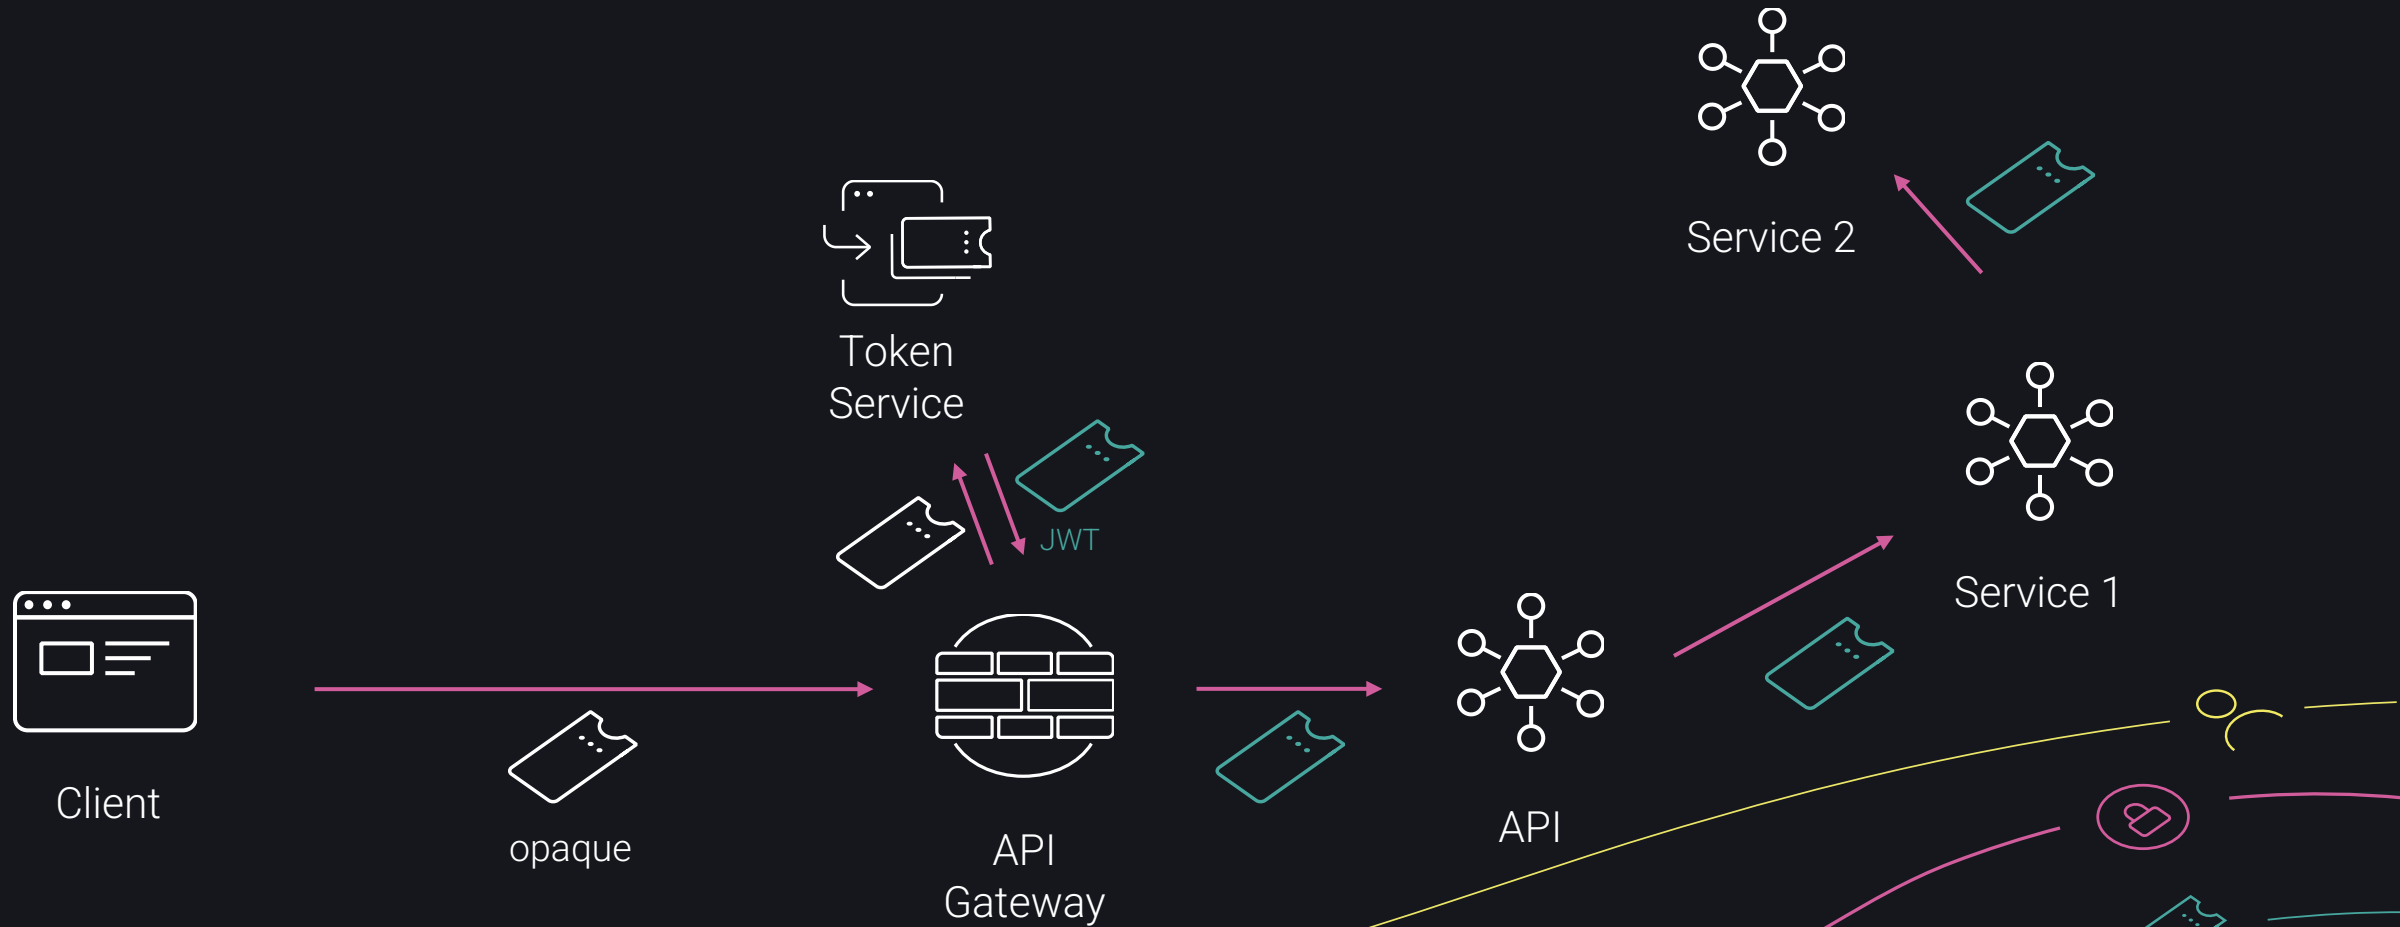 Service 2
Token
Service
JWT
Service 1
Client
opaque
API
Gateway
API